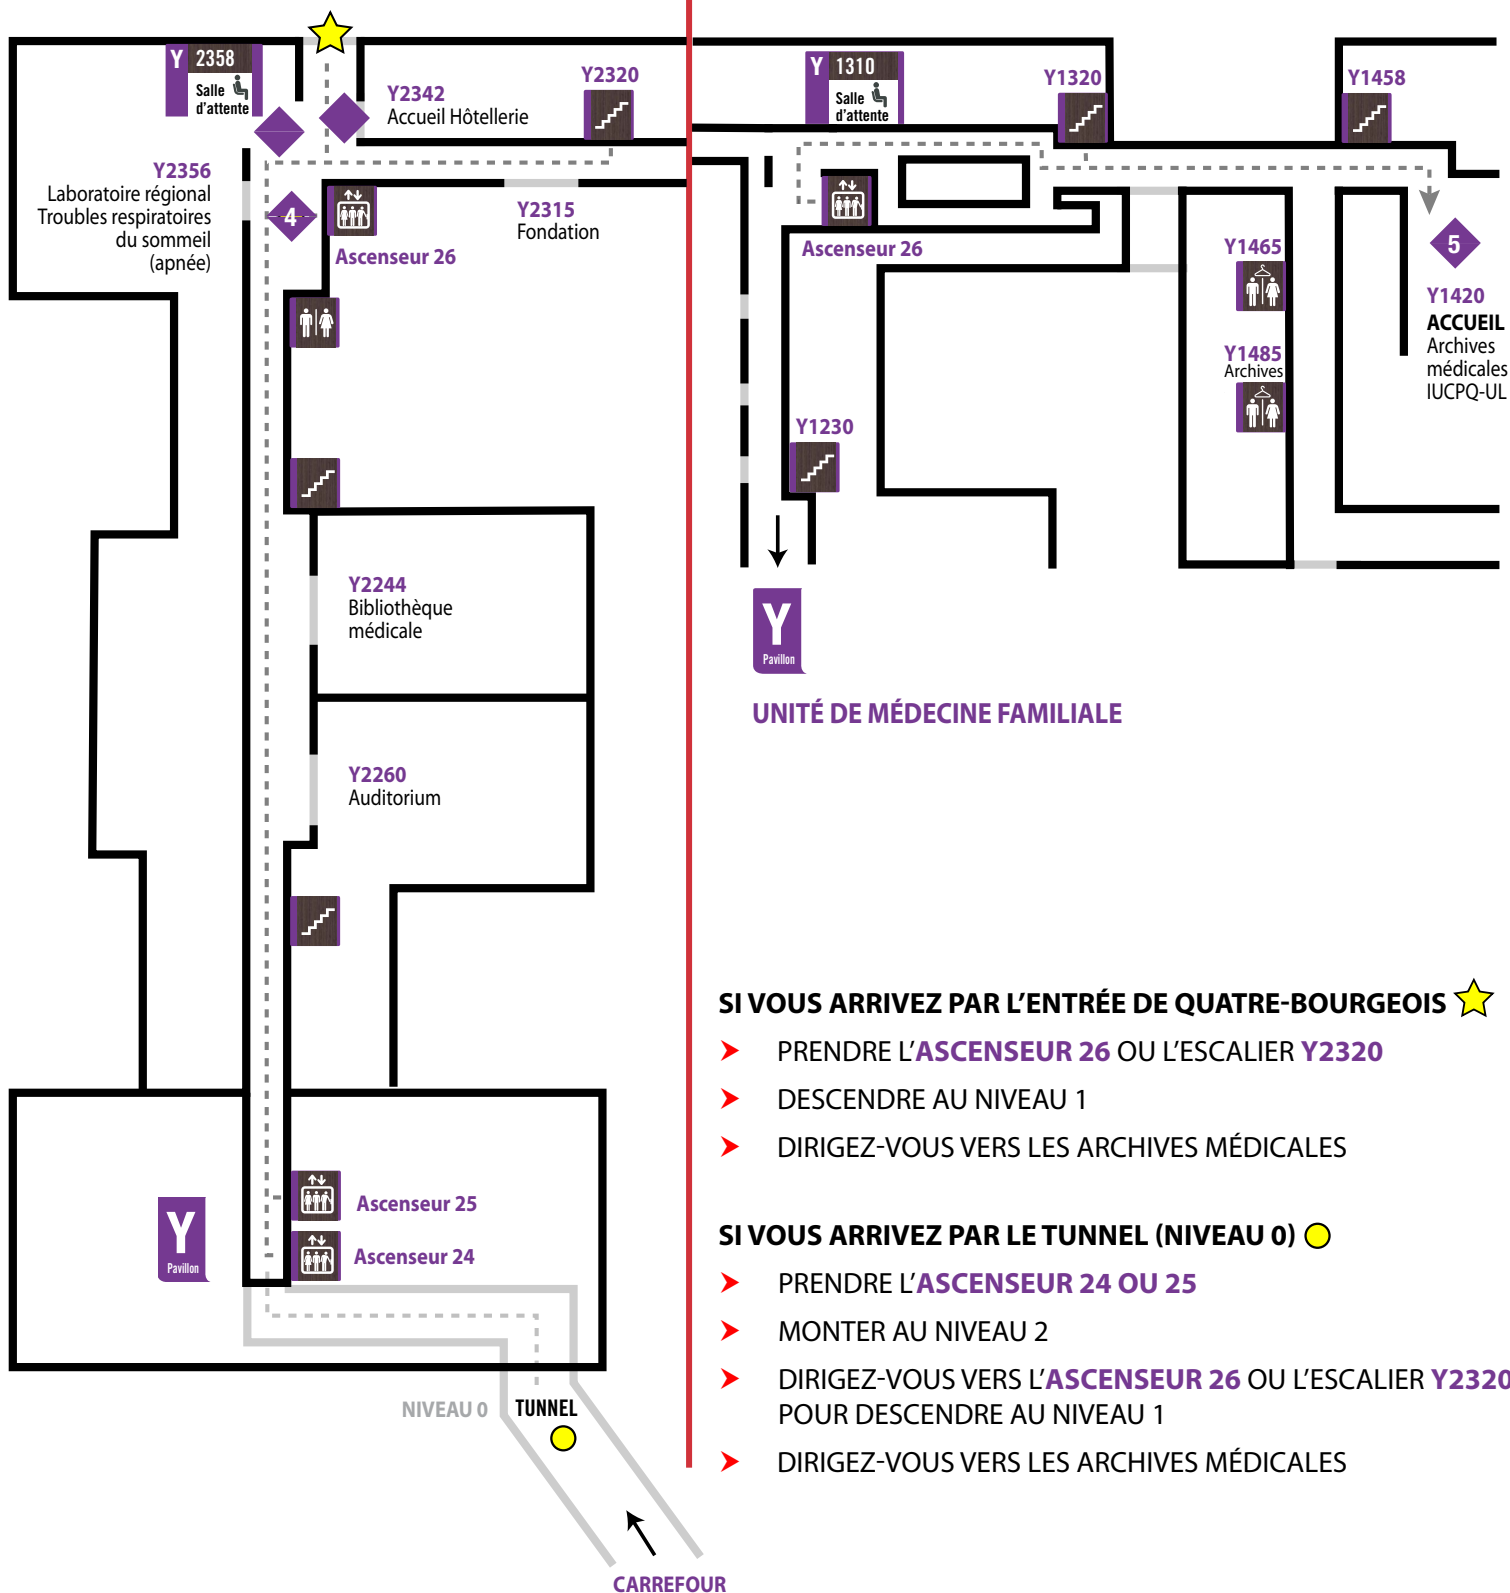 Y 2358
Salle
d'attente
Y2342
Accueil Hôtellerie
Y2320
Y2356
Laboratoire régional
Troubles respiratoires
du sommeil
(apnée)
4
Ascenseur 26
Y2315
Fondation
Y2244
Bibliothèque
médicale
Y2260
Auditorium
Ascenseur 25
Ascenseur 24
Y
Pavillon
NIVEAU 0
TUNNEL
CARREFOUR
Y 1310
Salle
d'attente
Y1320
Y1458
Ascenseur 26
Y1465
5
Y1420
ACCUEIL
Archives
médicales
IUCPQ-UL
Y1485
Archives
Y1230
Y
Pavillon
UNITÉ DE MÉDECINE FAMILIALE
SI VOUS ARRIVEZ PAR L'ENTRÉE DE QUATRE-BOURGEOIS
PRENDRE L'ASCENSEUR 26 OU L'ESCALIER Y2320
DESCENDRE AU NIVEAU 1
DIRIGEZ-VOUS VERS LES ARCHIVES MÉDICALES
SI VOUS ARRIVEZ PAR LE TUNNEL (NIVEAU 0)
PRENDRE L'ASCENSEUR 24 OU 25
MONTER AU NIVEAU 2
DIRIGEZ-VOUS VERS L'ASCENSEUR 26 OU L'ESCALIER Y2320
POUR DESCENDRE AU NIVEAU 1
DIRIGEZ-VOUS VERS LES ARCHIVES MÉDICALES